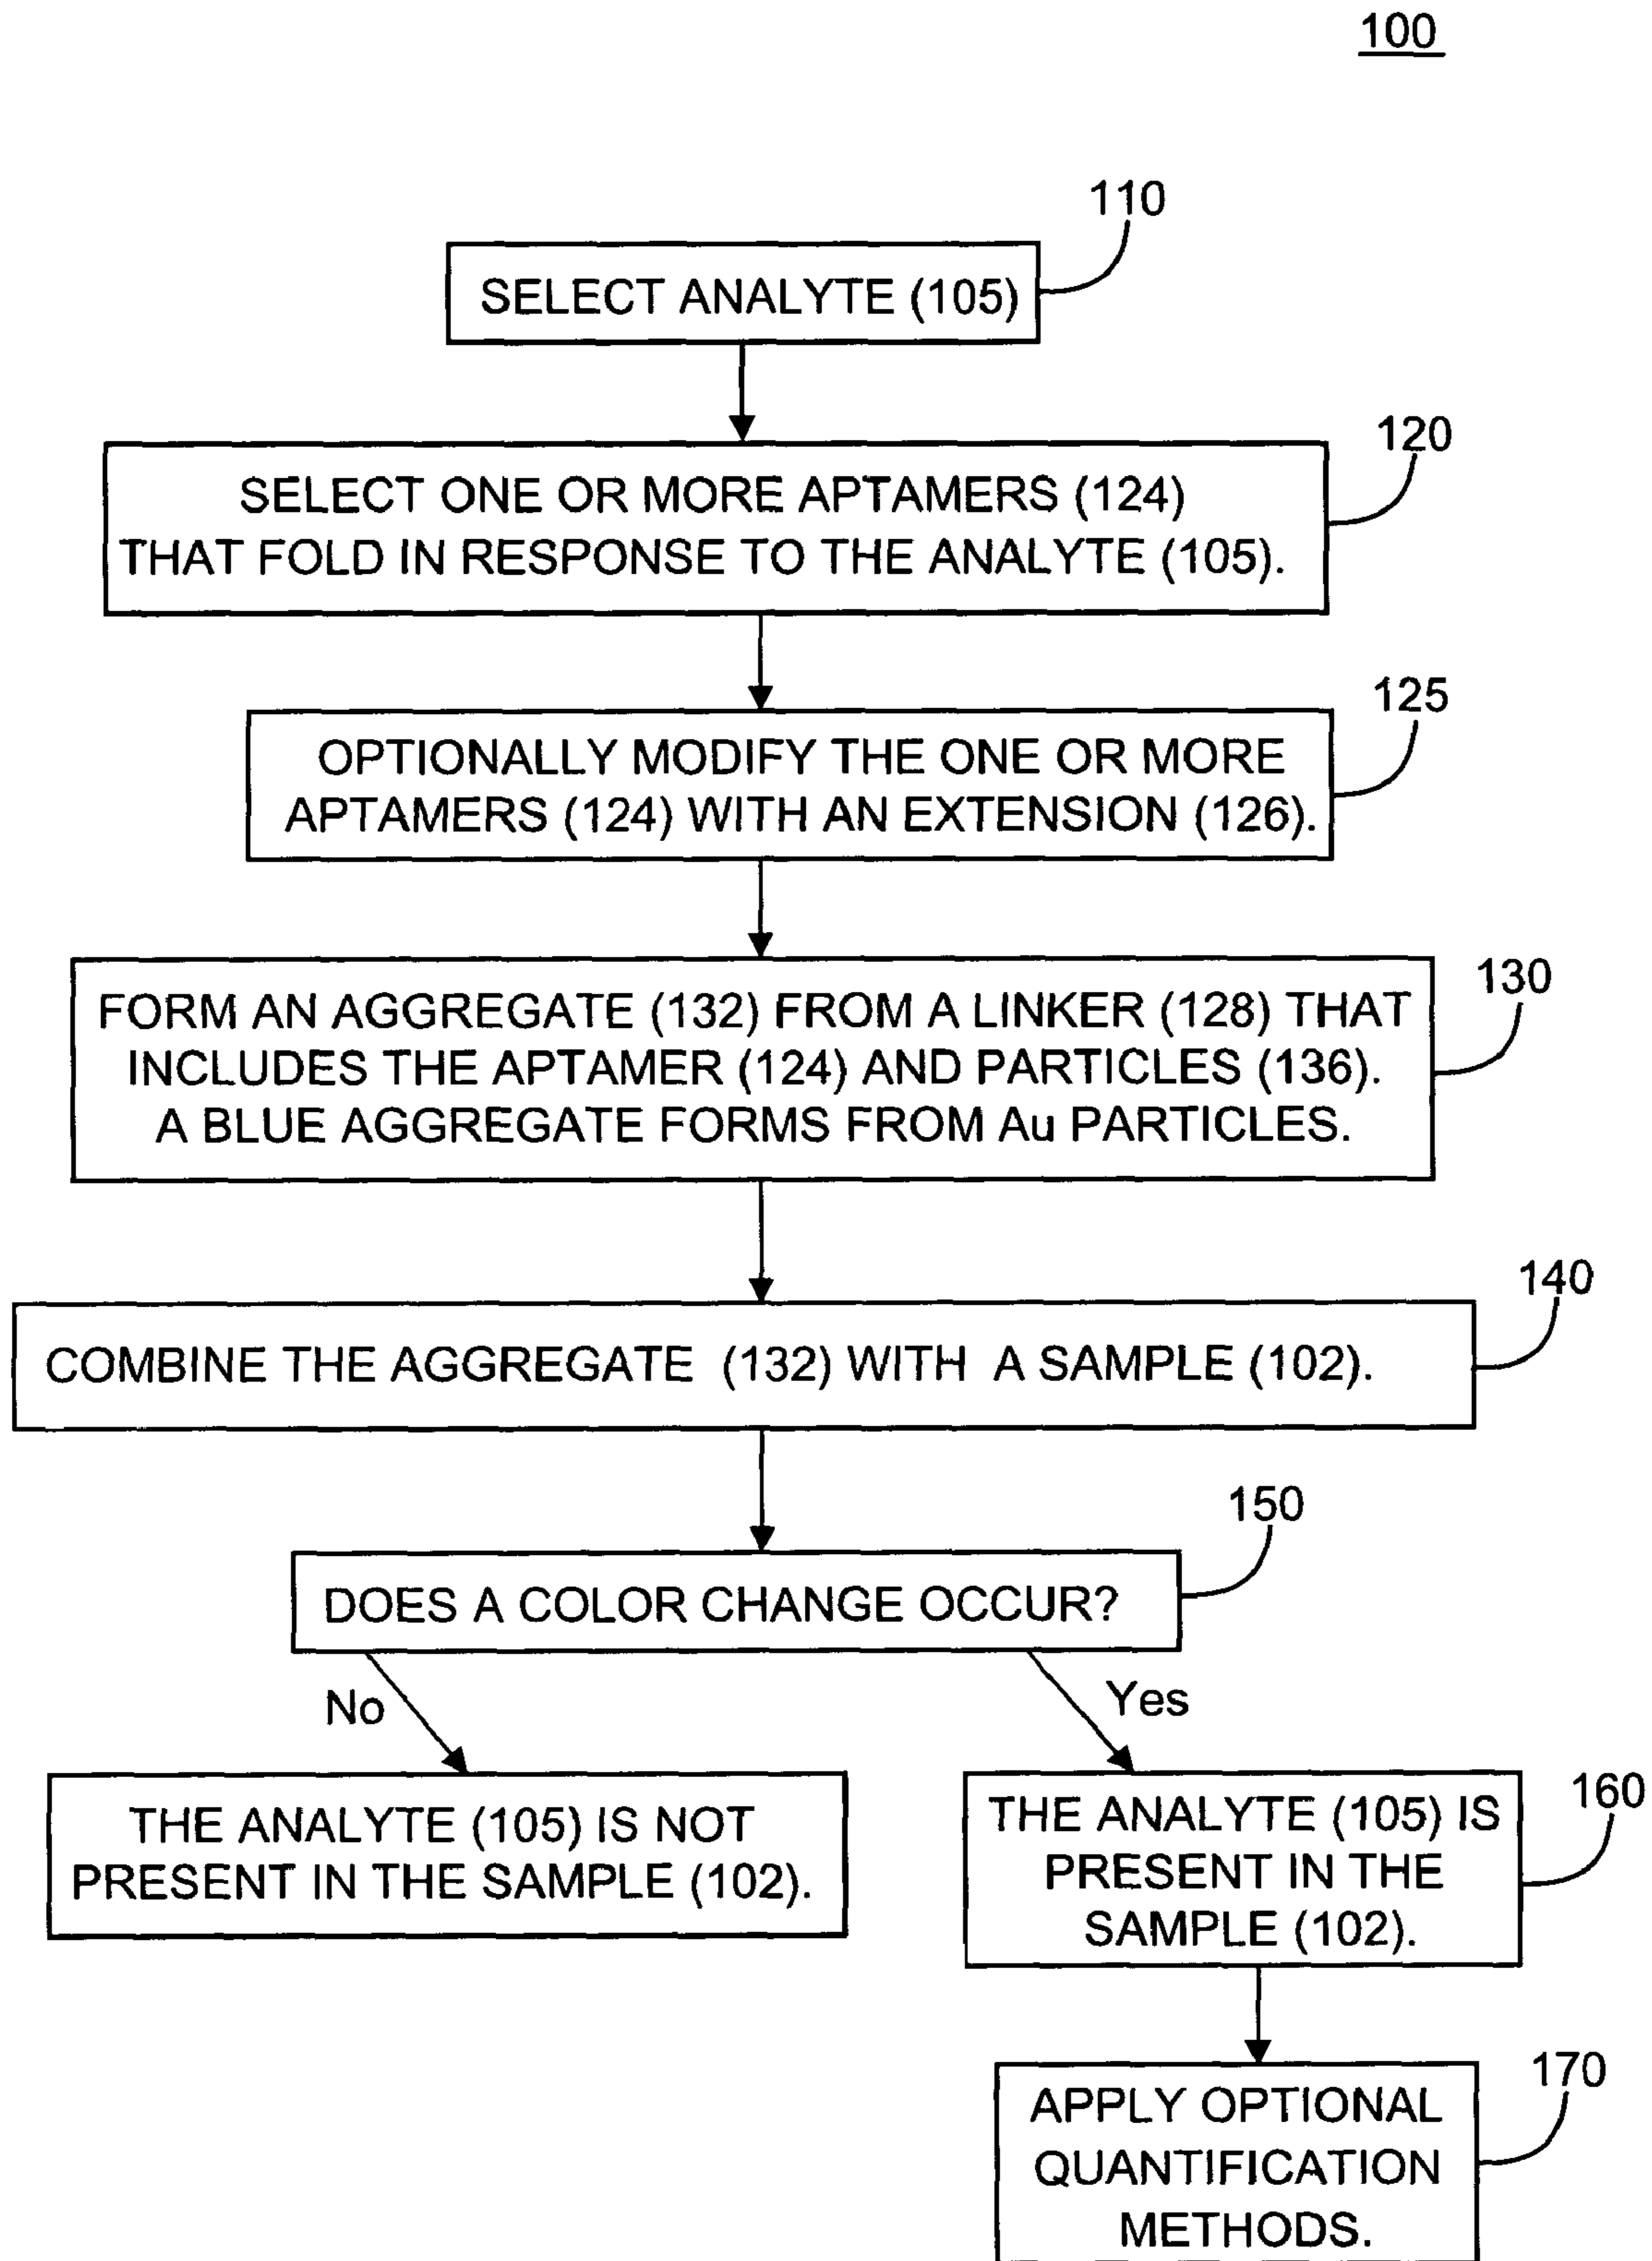 100
110
SELECT ANALYTE (105)
120
SELECT ONE OR MORE APTAMERS (124)
THAT FOLD IN RESPONSE TO THE ANALYTE (105).
125
OPTIONALLY MODIFY THE ONE OR MORE
APTAMERS (124) WITH AN EXTENSION (126).
130
FORM AN AGGREGATE (132) FROM A LINKER (128) THAT
INCLUDES THE APTAMER (124) AND PARTICLES (136).
A BLUE AGGREGATE FORMS FROM Au PARTICLES.
140
COMBINE THE AGGREGATE (132) WITH A SAMPLE (102).
150
DOES A COLOR CHANGE OCCUR?
No
Yes
THE ANALYTE (105) IS NOT
PRESENT IN THE SAMPLE (102).
160
THE ANALYTE (105) IS
PRESENT IN THE
SAMPLE (102).
170
APPLY OPTIONAL
QUANTIFICATION
METHODS.